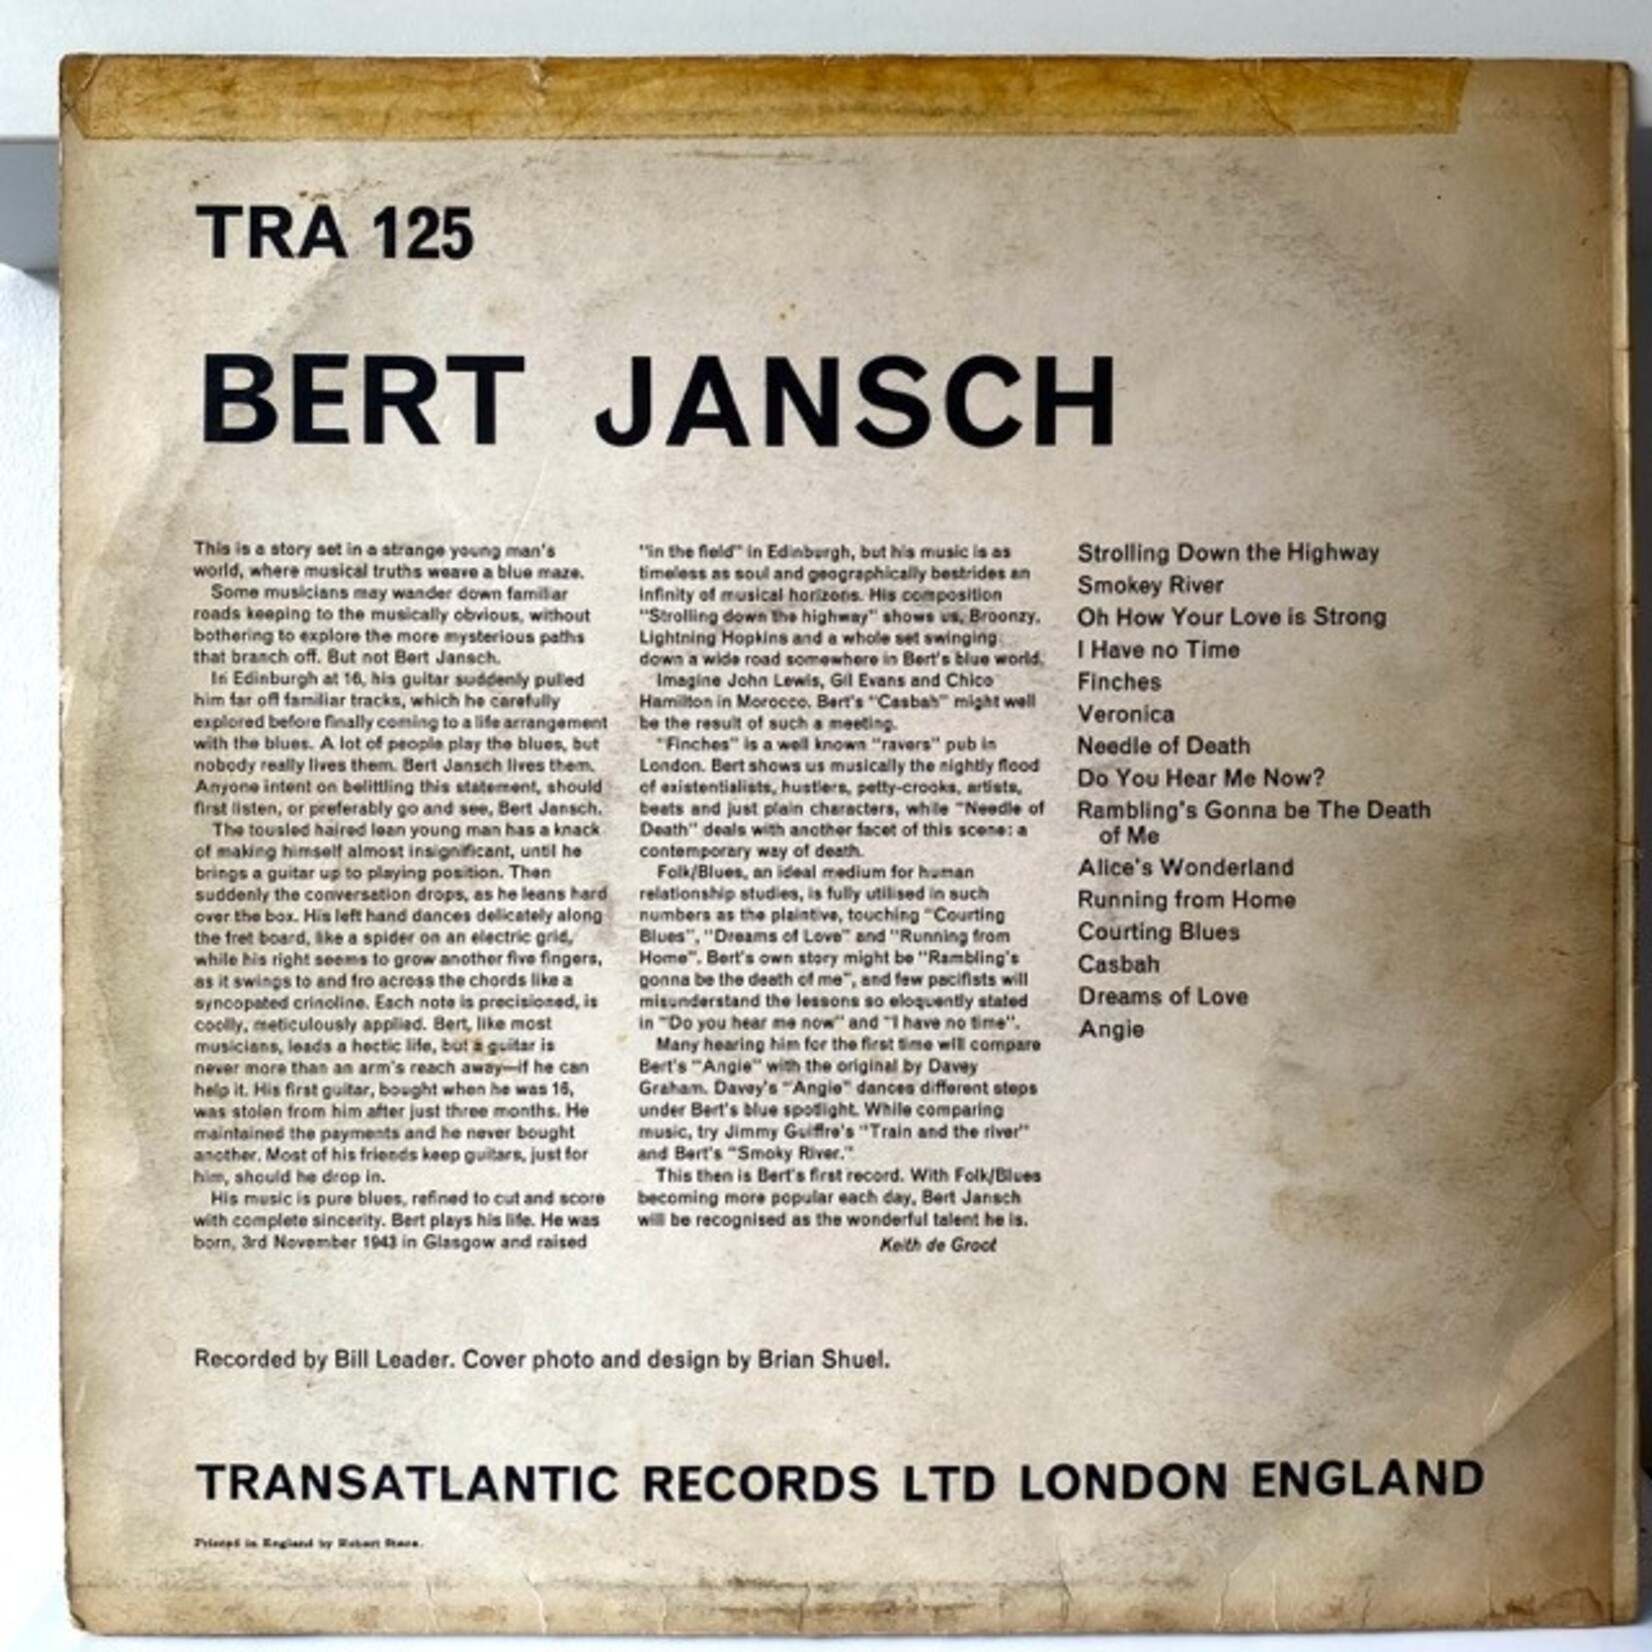 TRA 125
BERT JANSCH
This is a story set in a strange young man's
world, where musical truths weave a blue maze.
Some musicians may wander down familiar
roads keeping to the musically obvious, without
bothering to explore the more mysterious paths
that branch off. But not Bert Jansch.
In Edinburgh at 16, his guitar suddenly pulled
him far off familiar tracks, which he carefully
explored before finally coming to a life arrangement
with the blues. A lot of people play the blues, but
nobody really lives them. Bert Jansch lives them.
Anyone intent on belittling this statement, should
first listen, or preferably go and see, Bert Jansch.
The tousled haired lean young man has a knack
of making himself almost insignificant, until he
brings a guitar up to playing position. Then
suddenly the conversation drops, as he leans hard
over the box. His left hand dances delicately along
the fret board, like a spider on an electric grid,
while his right seems to grow another five fingers,
as it swings to and fro across the chords like a
syncopated crinoline. Each note is precisioned, is
coolly, meticulously applied. Bert, like most
musicians, leads a hectic life, but a guitar is
never more than an arm's reach away—if he can
help it. His first guitar, bought when he was 16,
was stolen from him after just three months. He
maintained the payments and he never bought
another. Most of his friends keep guitars, just for
him, should he drop in.
His music is pure blues, refined to cut and score
with complete sincerity. Bert plays his life. He was
born, 3rd November 1943 in Glasgow and raised
"in the field" in Edinburgh, but his music is as
timeless as soul and geographically bestrides an
infinity of musical horizons. His composition
"Strolling down the highway" shows us, Broonzy,
Lightning Hopkins and a whole set swinging
down a wide road somewhere in Bert's blue world.
Imagine John Lewis, Gil Evans and Chico
Hamilton in Morocco. Bert's "Casbah" might well
be the result of such a meeting.
"Finches" is a well known "ravers" pub in
London. Bert shows us musically the nightly flood
of existentialists, hustlers, petty-crooks, artists,
beats and just plain characters, while "Needle of
Death" deals with another facet of this scene: a
contemporary way of death.
Folk/Blues, an ideal medium for human
relationship studies, is fully utilised in such
numbers as the plaintive, touching "Courting
Blues", "Dreams of Love" and "Running from
Home". Bert's own story might be "Rambling's
gonna be the death of me", and few pacifists will
misunderstand the lessons so eloquently stated
in "Do you hear me now" and "I have no time".
Many hearing him for the first time will compare
Bert's "Angie" with the original by Davey
Graham. Davey's "Angie" dances different steps
under Bert's blue spotlight. While comparing
music, try Jimmy Guiffre's "Train and the river"
and Bert's "Smoky River."
This then is Bert's first record. With Folk/Blues
becoming more popular each day, Bert Jansch
will be recognised as the wonderful talent he is.
Keith de Groot
Strolling Down the Highway
Smokey River
Oh How Your Love is Strong
I Have no Time
Finches
Veronica
Needle of Death
Do You Hear Me Now?
Rambling's Gonna be The Death
of Me
Alice's Wonderland
Running from Home
Courting Blues
Casbah
Dreams of Love
Angie
Recorded by Bill Leader. Cover photo and design by Brian Shuel.
TRANSATLANTIC RECORDS LTD LONDON ENGLAND
Printed in England by Robert Stace.